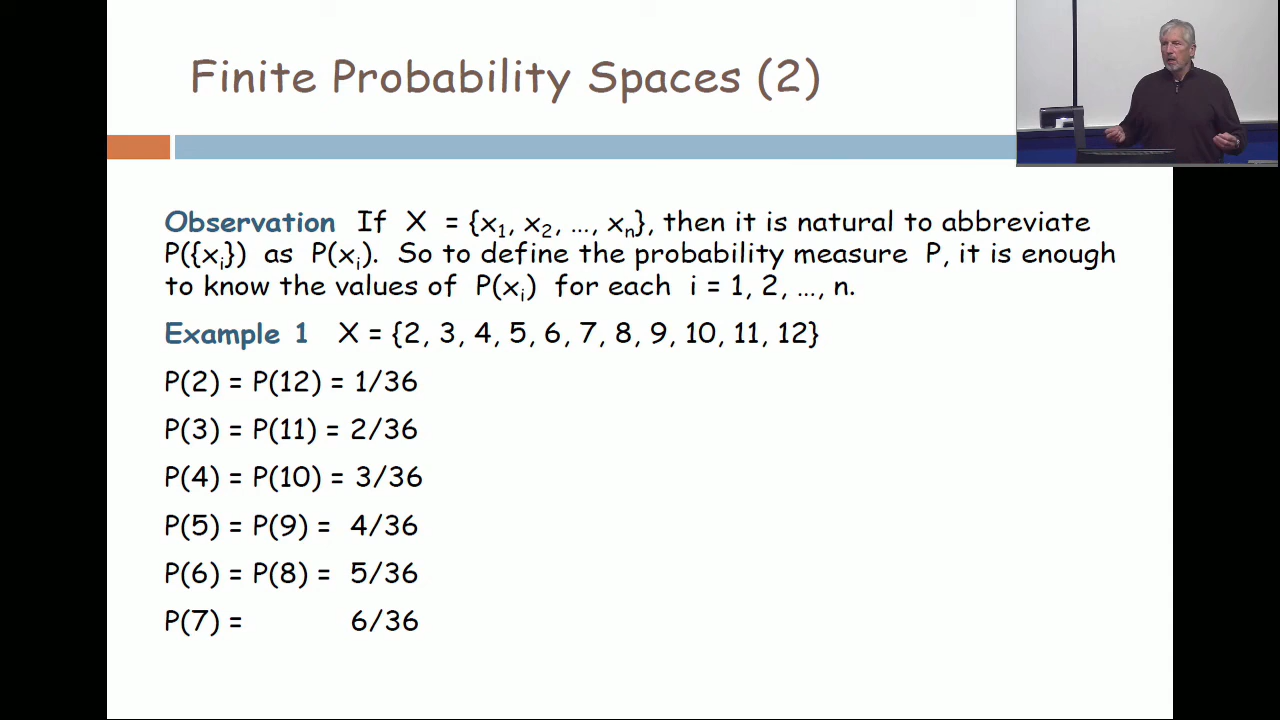 Finite Probability Spaces (2)
Observation If X = {x₁, x₂, ..., xₙ}, then it is natural to abbreviate
P({xᵢ}) as P(xᵢ). So to define the probability measure P, it is enough
to know the values of P(xᵢ) for each i = 1, 2, ..., n.
Example 1 X = {2, 3, 4, 5, 6, 7, 8, 9, 10, 11, 12}
P(2) = P(12) = 1/36
P(3) = P(11) = 2/36
P(4) = P(10) = 3/36
P(5) = P(9) = 4/36
P(6) = P(8) = 5/36
P(7) = 6/36